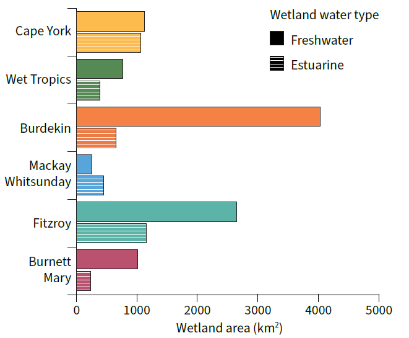 Wetland water type
Freshwater
Estuarine
Cape York
Wet Tropics
Burdekin
Mackay
Whitsunday
Fitzroy
Burnett
Mary
0 1000 2000 3000 4000 5000
Wetland area (km²)